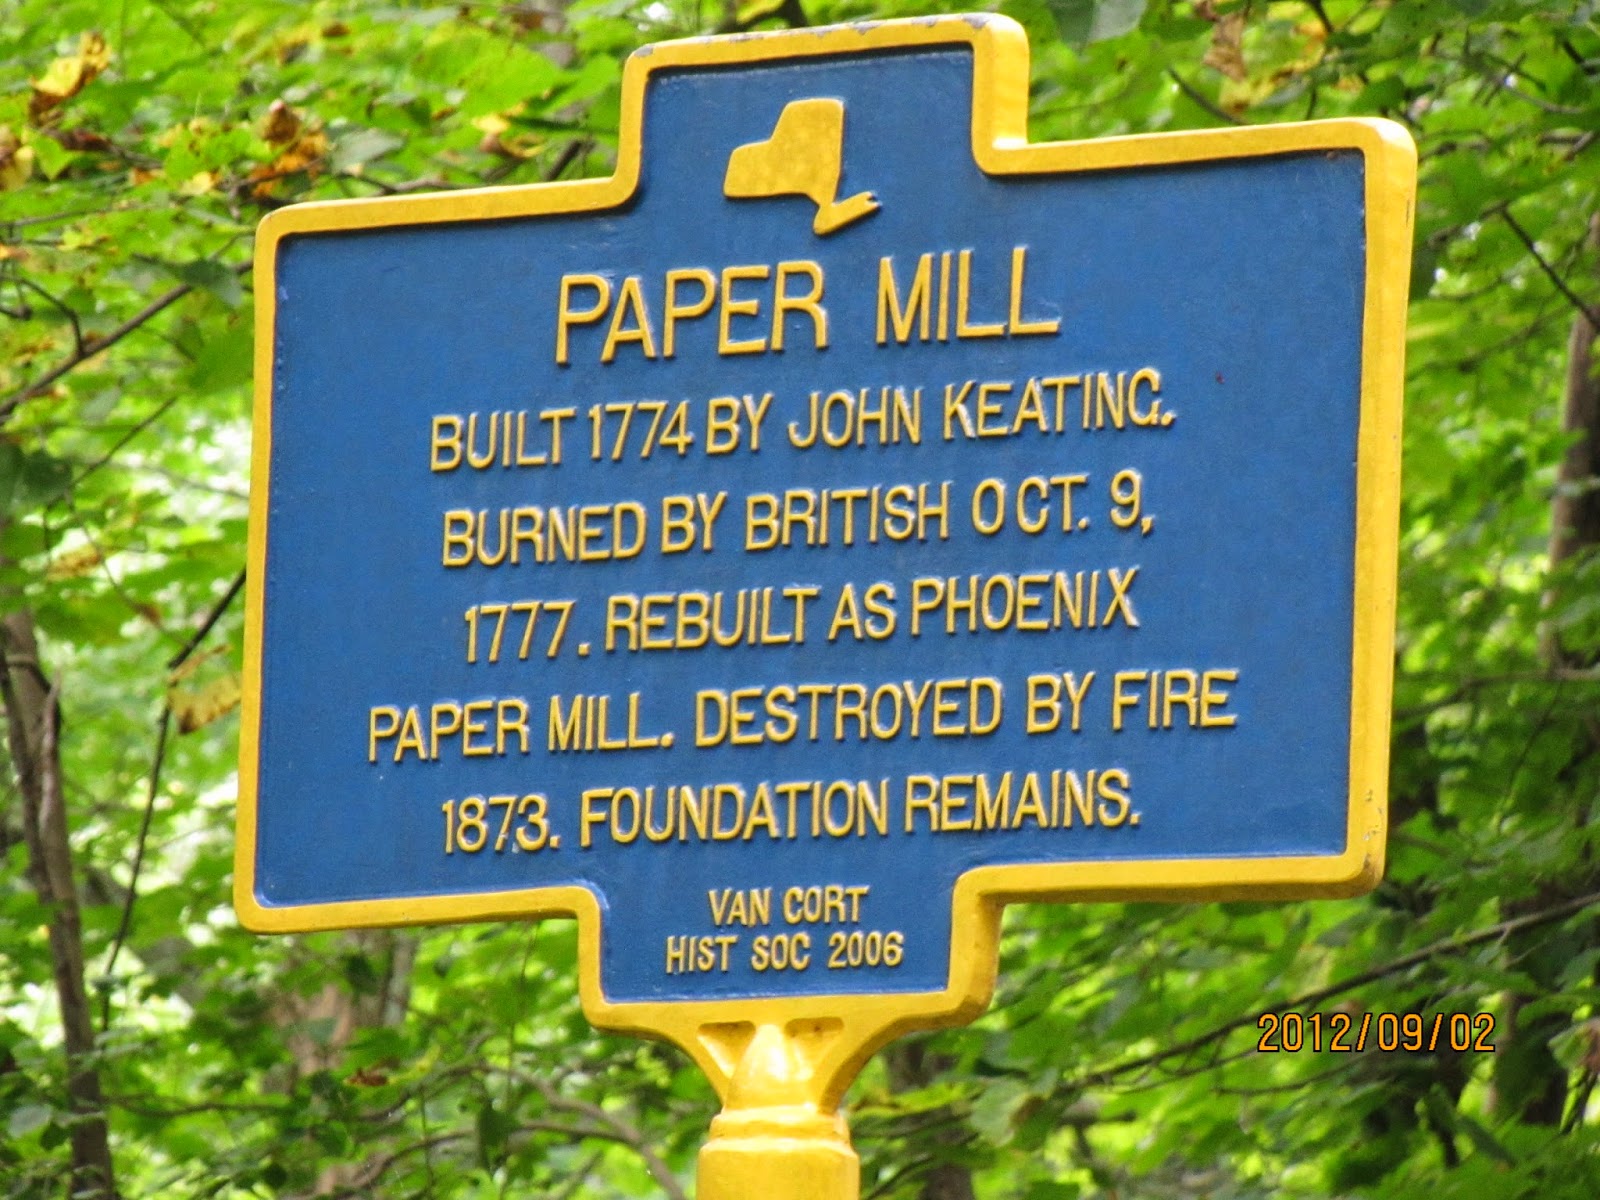 PAPER MILL
BUILT 1774 BY JOHN KEATING.
BURNED BY BRITISH OCT. 9,
1777. REBUILT AS PHOENIX
PAPER MILL. DESTROYED BY FIRE
1873. FOUNDATION REMAINS.
VAN CORT
HIST SOC 2006
2012/09/02